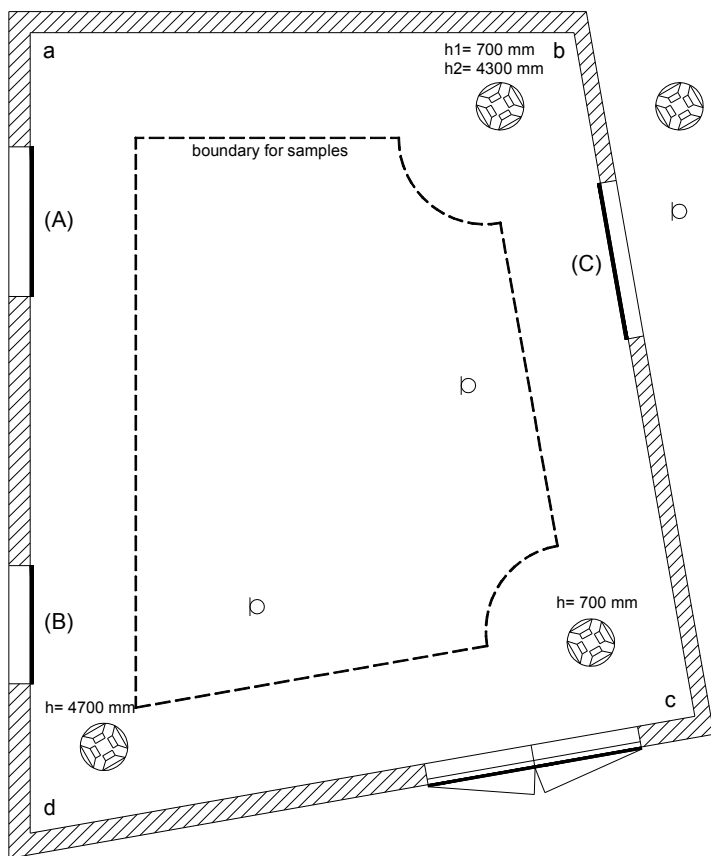 a
b
h1= 700 mm
h2= 4300 mm
boundary for samples
(A)
(C)
(B)
h= 700 mm
h= 4700 mm
c
d